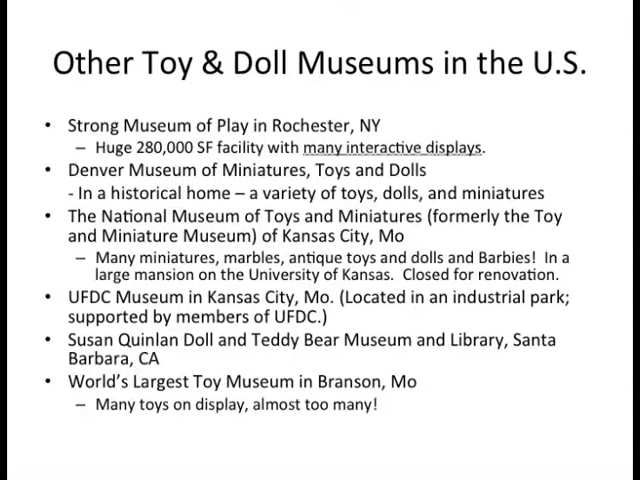 Other Toy & Doll Museums in the U.S.
• Strong Museum of Play in Rochester, NY
– Huge 280,000 SF facility with many interactive displays.
• Denver Museum of Miniatures, Toys and Dolls
- In a historical home – a variety of toys, dolls, and miniatures
• The National Museum of Toys and Miniatures (formerly the Toy
and Miniature Museum) of Kansas City, Mo
– Many miniatures, marbles, antique toys and dolls and Barbies! In a
large mansion on the University of Kansas. Closed for renovation.
• UFDC Museum in Kansas City, Mo. (Located in an industrial park;
supported by members of UFDC.)
• Susan Quinlan Doll and Teddy Bear Museum and Library, Santa
Barbara, CA
• World's Largest Toy Museum in Branson, Mo
– Many toys on display, almost too many!